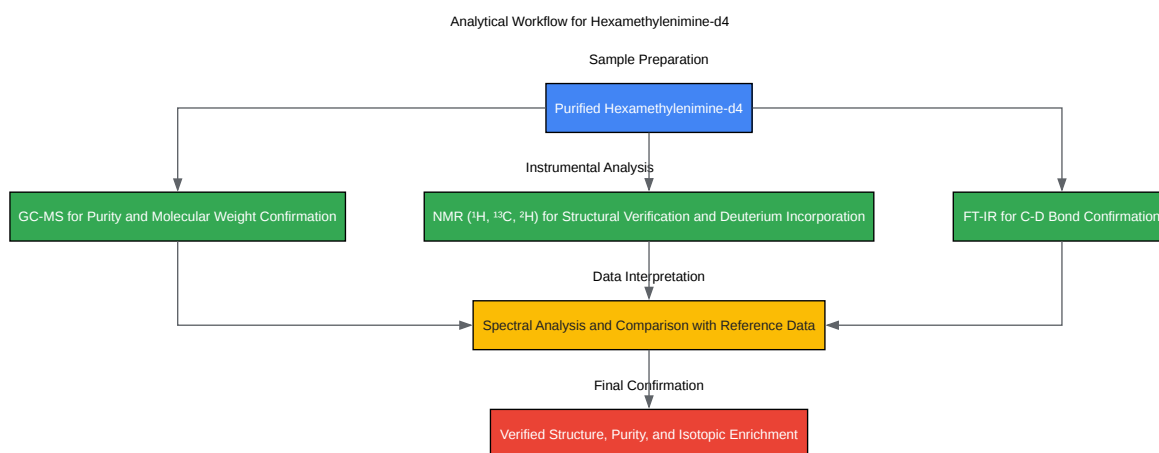 Analytical Workflow for Hexamethylenimine-d4
Sample Preparation
Purified Hexamethylenimine-d4
Instrumental Analysis
GC-MS for Purity and Molecular Weight Confirmation
NMR (¹H, ¹³C, ²H) for Structural Verification and Deuterium Incorporation
FT-IR for C-D Bond Confirmation
Data Interpretation
Spectral Analysis and Comparison with Reference Data
Final Confirmation
Verified Structure, Purity, and Isotopic Enrichment